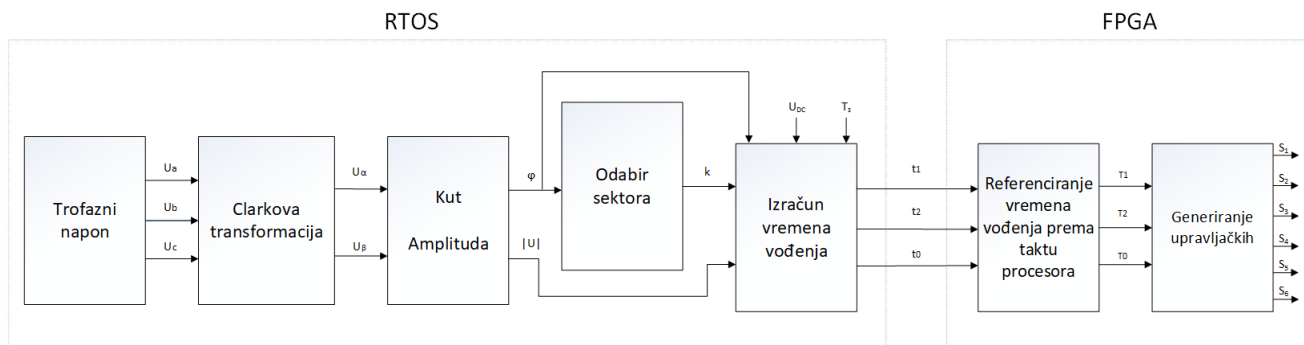 RTOS
FPGA
Trofazni
napon
Ua
Ub
Uc
Clarkova
transformacija
Uα
Uβ
Kut
Amplituda
φ
|U|
Odabir
sektora
k
U_DC
T_s
Izračun
vremena
vođenja
t1
t2
t0
Referenciranje
vremena
vođenja prema
taktu
procesora
T1
T2
T0
Generiranje
upravljačkih
S₁
S₂
S₃
S₄
S₅
S₆